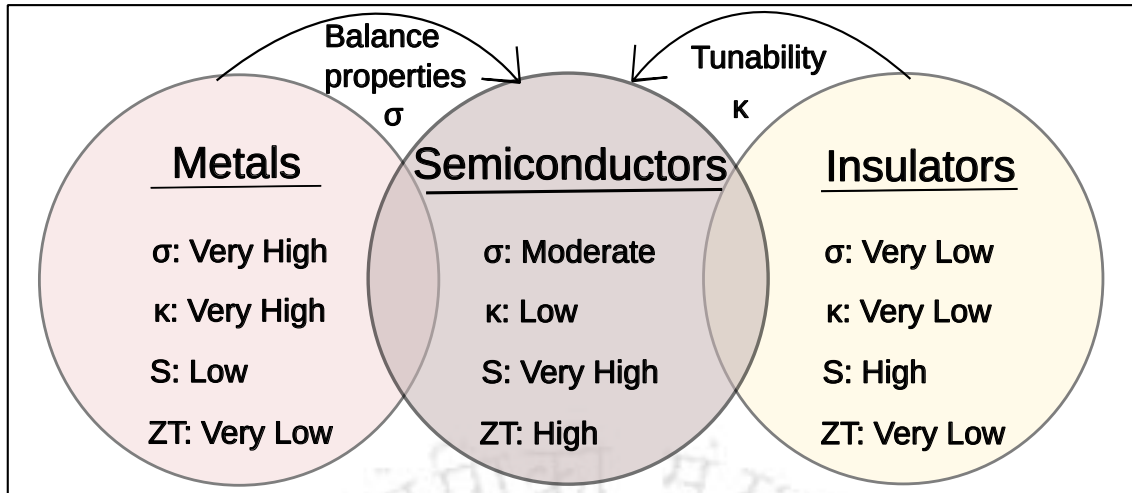 Balance
properties
σ
Tunability
κ
Metals
σ: Very High
κ: Very High
S: Low
ZT: Very Low
Semiconductors
σ: Moderate
κ: Low
S: Very High
ZT: High
Insulators
σ: Very Low
κ: Very Low
S: High
ZT: Very Low